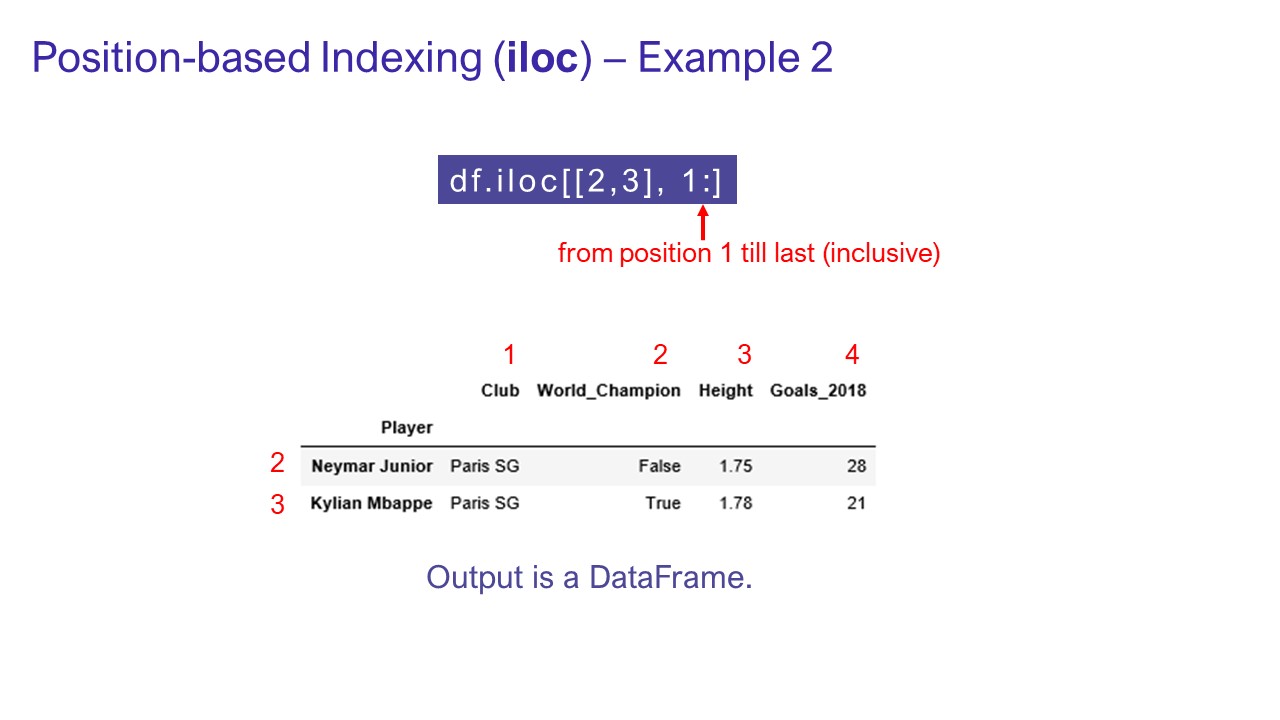 Position-based Indexing (iloc) – Example 2
df.iloc[[2,3], 1:]
from position 1 till last (inclusive)
1 2 3 4
Club World_Champion Height Goals_2018
Player
2 Neymar Junior Paris SG False 1.75 28
3 Kylian Mbappe Paris SG True 1.78 21
Output is a DataFrame.